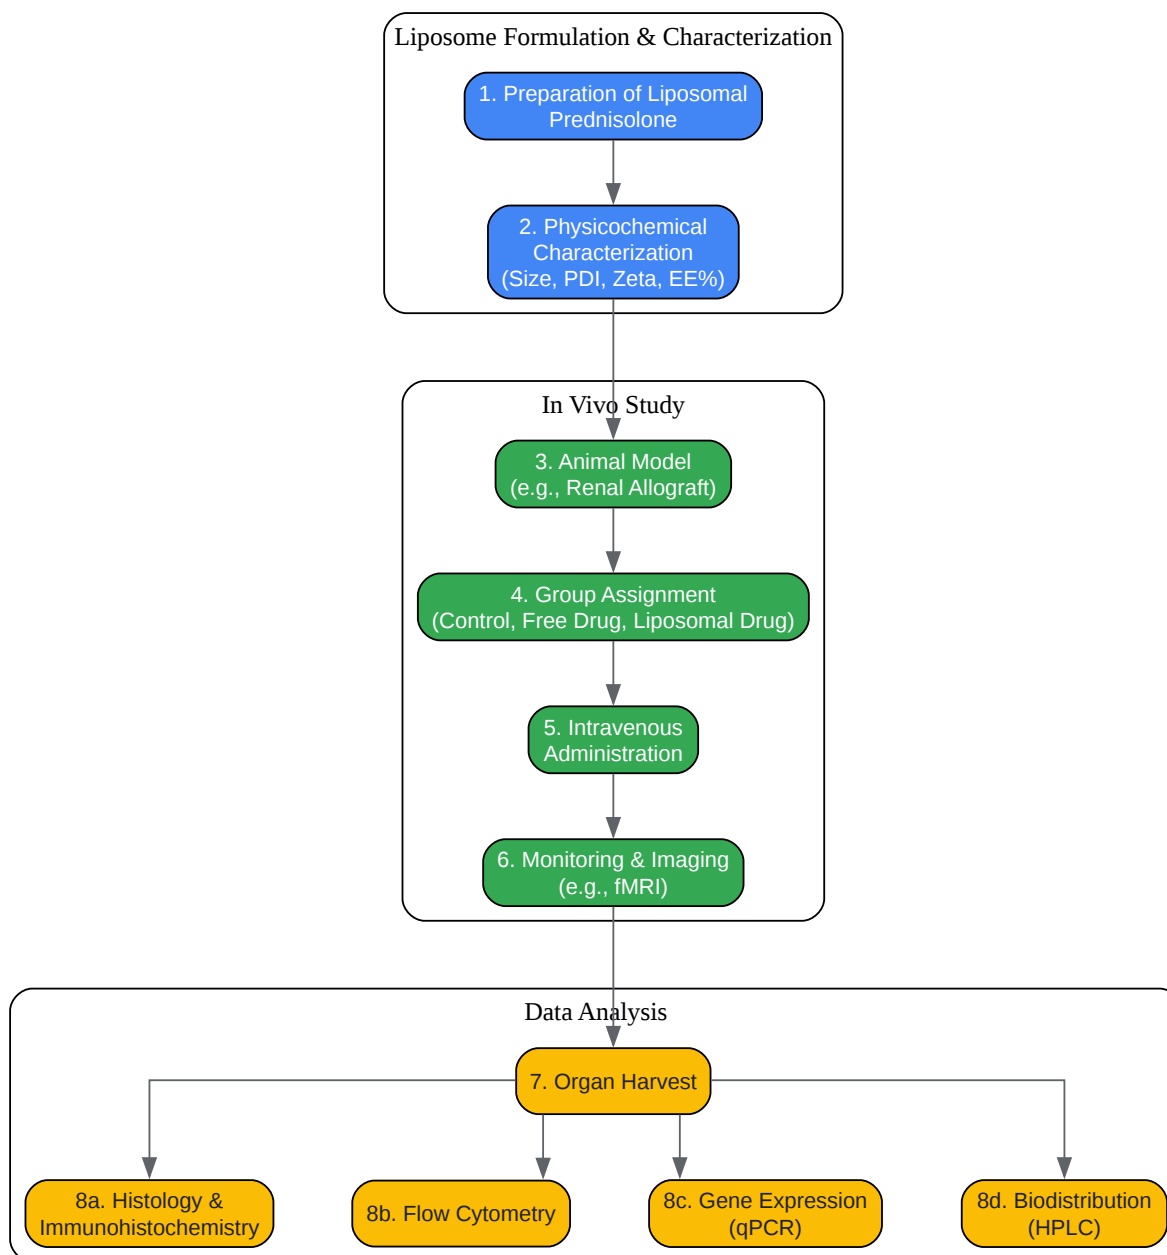 Liposome Formulation & Characterization
1. Preparation of Liposomal
Prednisolone
2. Physicochemical
Characterization
(Size, PDI, Zeta, EE%)
In Vivo Study
3. Animal Model
(e.g., Renal Allograft)
4. Group Assignment
(Control, Free Drug, Liposomal Drug)
5. Intravenous
Administration
6. Monitoring & Imaging
(e.g., fMRI)
Data Analysis
7. Organ Harvest
8a. Histology &
Immunohistochemistry
8b. Flow Cytometry
8c. Gene Expression
(qPCR)
8d. Biodistribution
(HPLC)